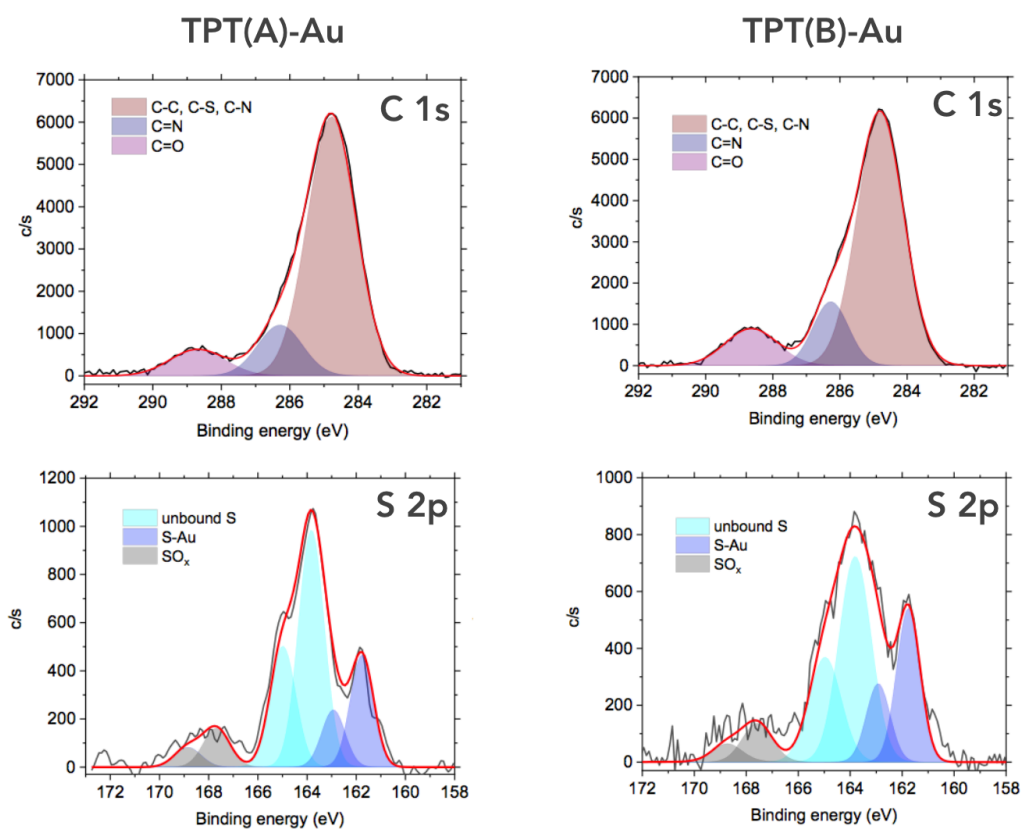 TPT(A)-Au
TPT(B)-Au
7000
6000
5000
4000
3000
2000
1000
0
c/s
C-C, C-S, C-N
C=N
C=O
C 1s
292 290 288 286 284 282
Binding energy (eV)
7000
6000
5000
4000
3000
2000
1000
0
c/s
C-C, C-S, C-N
C=N
C=O
C 1s
292 290 288 286 284 282
Binding energy (eV)
1200
1000
800
600
400
200
0
c/s
unbound S
S-Au
SOx
S 2p
172 170 168 166 164 162 160 158
Binding energy (eV)
1000
800
600
400
200
0
c/s
unbound S
S-Au
SOx
S 2p
172 170 168 166 164 162 160 158
Binding energy (eV)